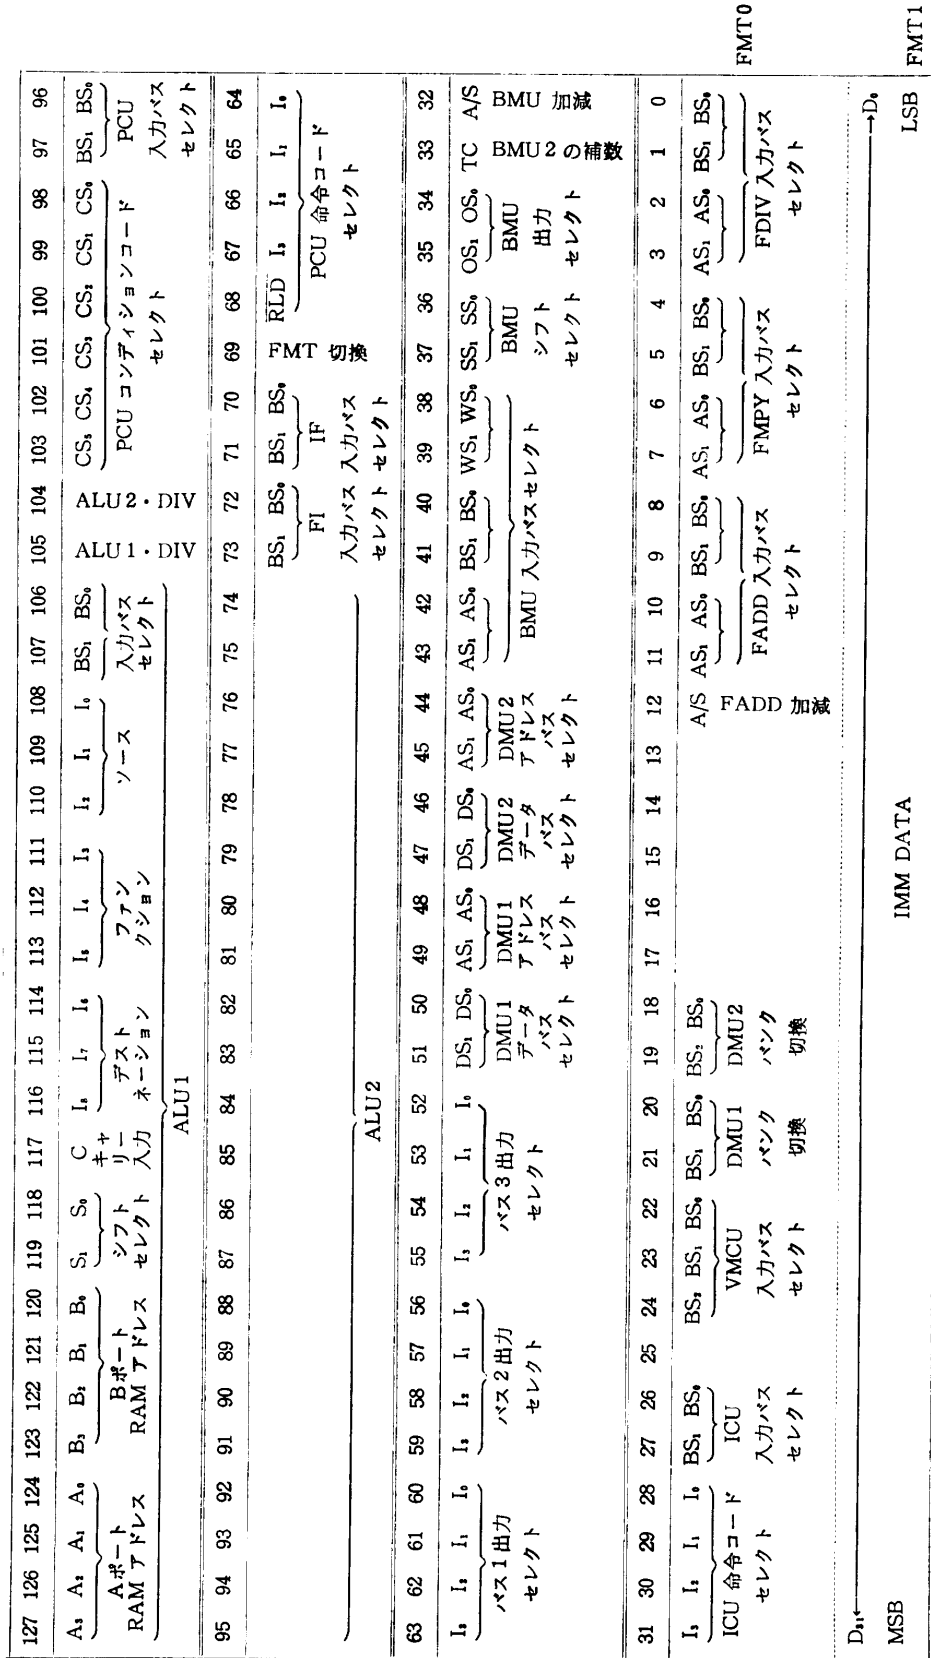 127 126 125 124 123 122 121 120 119 118 117 116 115 114 113 112 111 110 109 108 107 106 105 104 103 102 101 100 99 98 97 96
A₃ A₂ A₁ A₀ B₃ B₂ B₁ B₀ S₁ S₀ C I₈ I₇ I₆ I₅ I₄ I₃ I₂ I₁ I₀ BS₁ BS₀ ALU1・DIV ALU2・DIV CS₅ CS₄ CS₃ CS₂ CS₁ CS₀ BS₁ BS₀
Aポート
RAMアドレス
Bポート
RAMアドレス
シフト
セレクト
キャ
リー
入力
デスト
ネーション
ファン
クション
ソース
入力バス
セレクト
PCUコンディションコード
セレクト
PCU
入力バス
セレクト
ALU1
95 94 93 92 91 90 89 88 87 86 85 84 83 82 81 80 79 78 77 76 75 74 73 72 71 70 69 68 67 66 65 64
BS₁ BS₀ BS₁ BS₀ FMT 切換 RLD I₃ I₂ I₁ I₀
FI
入力バス
セレクト
IF
入力バス
セレクト
PCU 命令コード
セレクト
ALU2
63 62 61 60 59 58 57 56 55 54 53 52 51 50 49 48 47 46 45 44 43 42 41 40 39 38 37 36 35 34 33 32
I₃ I₂ I₁ I₀ I₃ I₂ I₁ I₀ I₃ I₂ I₁ I₀ DS₁ DS₀ AS₁ AS₀ DS₁ DS₀ AS₁ AS₀ AS₁ AS₀ BS₁ BS₀ WS₁ WS₀ SS₁ SS₀ OS₁ OS₀ TC A/S
バス1出力
セレクト
バス2出力
セレクト
バス3出力
セレクト
DMU1
データ
バス
セレクト
DMU1
アドレス
バス
セレクト
DMU2
データ
バス
セレクト
DMU2
アドレス
バス
セレクト
BMU 入力バスセレクト
BMU
シフト
セレクト
BMU
出力
セレクト
BMU2の補数
BMU 加減
31 30 29 28 27 26 25 24 23 22 21 20 19 18 17 16 15 14 13 12 11 10 9 8 7 6 5 4 3 2 1 0
I₃ I₂ I₁ I₀ BS₁ BS₀ BS₂ BS₁ BS₀ BS₁ BS₀ BS₂ BS₀ A/S AS₁ AS₀ BS₁ BS₀ AS₁ AS₀ BS₁ BS₀ AS₁ AS₀ BS₁ BS₀
ICU 命令コード
セレクト
ICU
入力バス
セレクト
VMCU
入力バス
セレクト
DMU1
バンク
切換
DMU2
バンク
切換
FADD 加減
FADD 入力バス
セレクト
FMPY 入力バス
セレクト
FDIV 入力バス
セレクト
FMT0
D₃₁ D₀
MSB IMM DATA LSB
FMT1